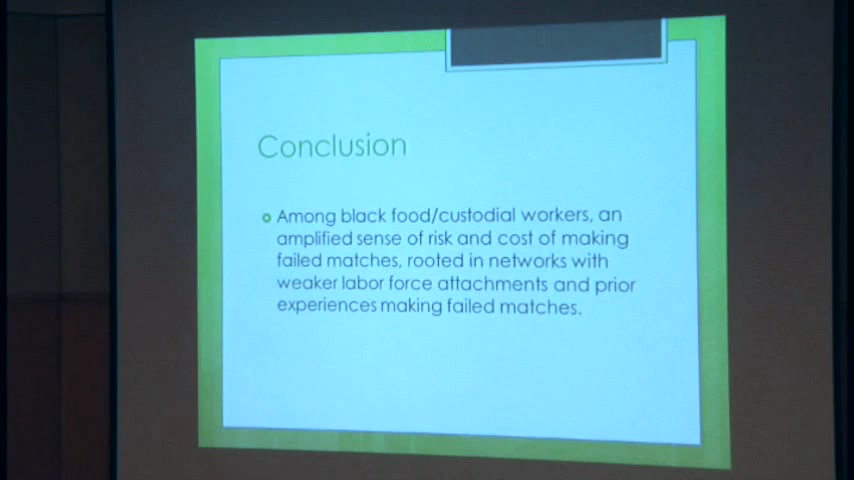 Conclusion
Among black food/custodial workers, an
amplified sense of risk and cost of making
failed matches, rooted in networks with
weaker labor force attachments and prior
experiences making failed matches.